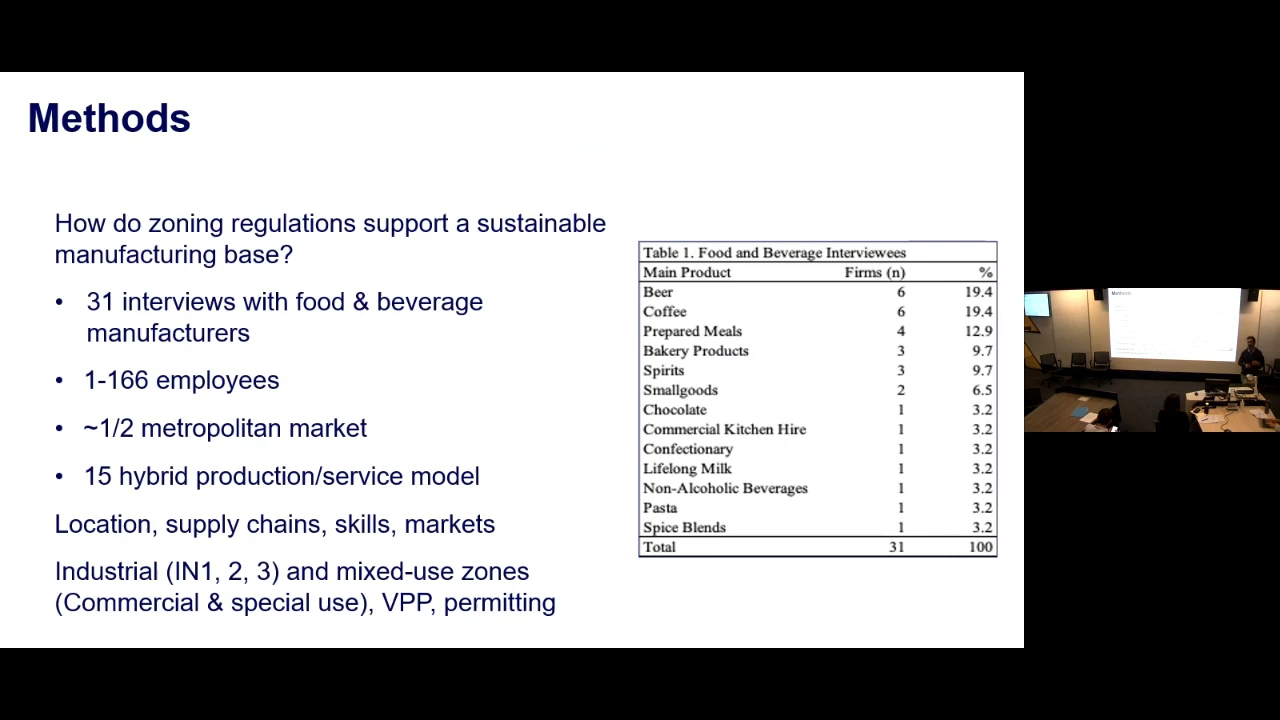 Methods
How do zoning regulations support a sustainable
manufacturing base?
• 31 interviews with food & beverage
manufacturers
• 1-166 employees
• ~1/2 metropolitan market
• 15 hybrid production/service model
Location, supply chains, skills, markets
Industrial (IN1, 2, 3) and mixed-use zones
(Commercial & special use), VPP, permitting
Table 1. Food and Beverage Interviewees
Main Product Firms (n) %
Beer 6 19.4
Coffee 6 19.4
Prepared Meals 4 12.9
Bakery Products 3 9.7
Spirits 3 9.7
Smallgoods 2 6.5
Chocolate 1 3.2
Commercial Kitchen Hire 1 3.2
Confectionary 1 3.2
Lifelong Milk 1 3.2
Non-Alcoholic Beverages 1 3.2
Pasta 1 3.2
Spice Blends 1 3.2
Total 31 100
Methods